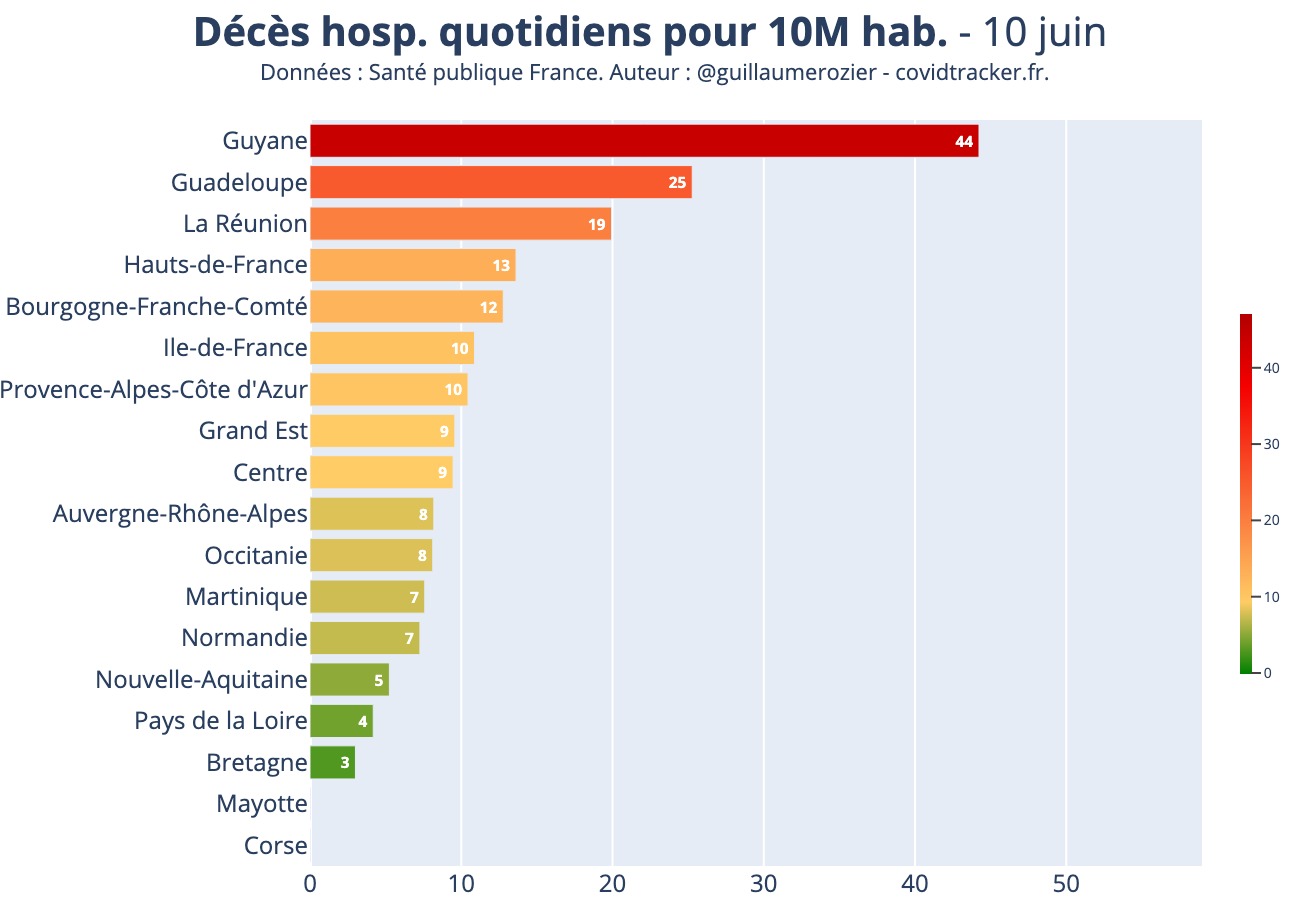 Décès hosp. quotidiens pour 10M hab. - 10 juin
Données : Santé publique France. Auteur : @guillaumerozier - covidtracker.fr.
Guyane 44
Guadeloupe 25
La Réunion 19
Hauts-de-France 13
Bourgogne-Franche-Comté 12
Ile-de-France 10
Provence-Alpes-Côte d'Azur 10
Grand Est 9
Centre 9
Auvergne-Rhône-Alpes 8
Occitanie 8
Martinique 7
Normandie 7
Nouvelle-Aquitaine 5
Pays de la Loire 4
Bretagne 3
Mayotte
Corse
0 10 20 30 40 50
40
30
20
10
0